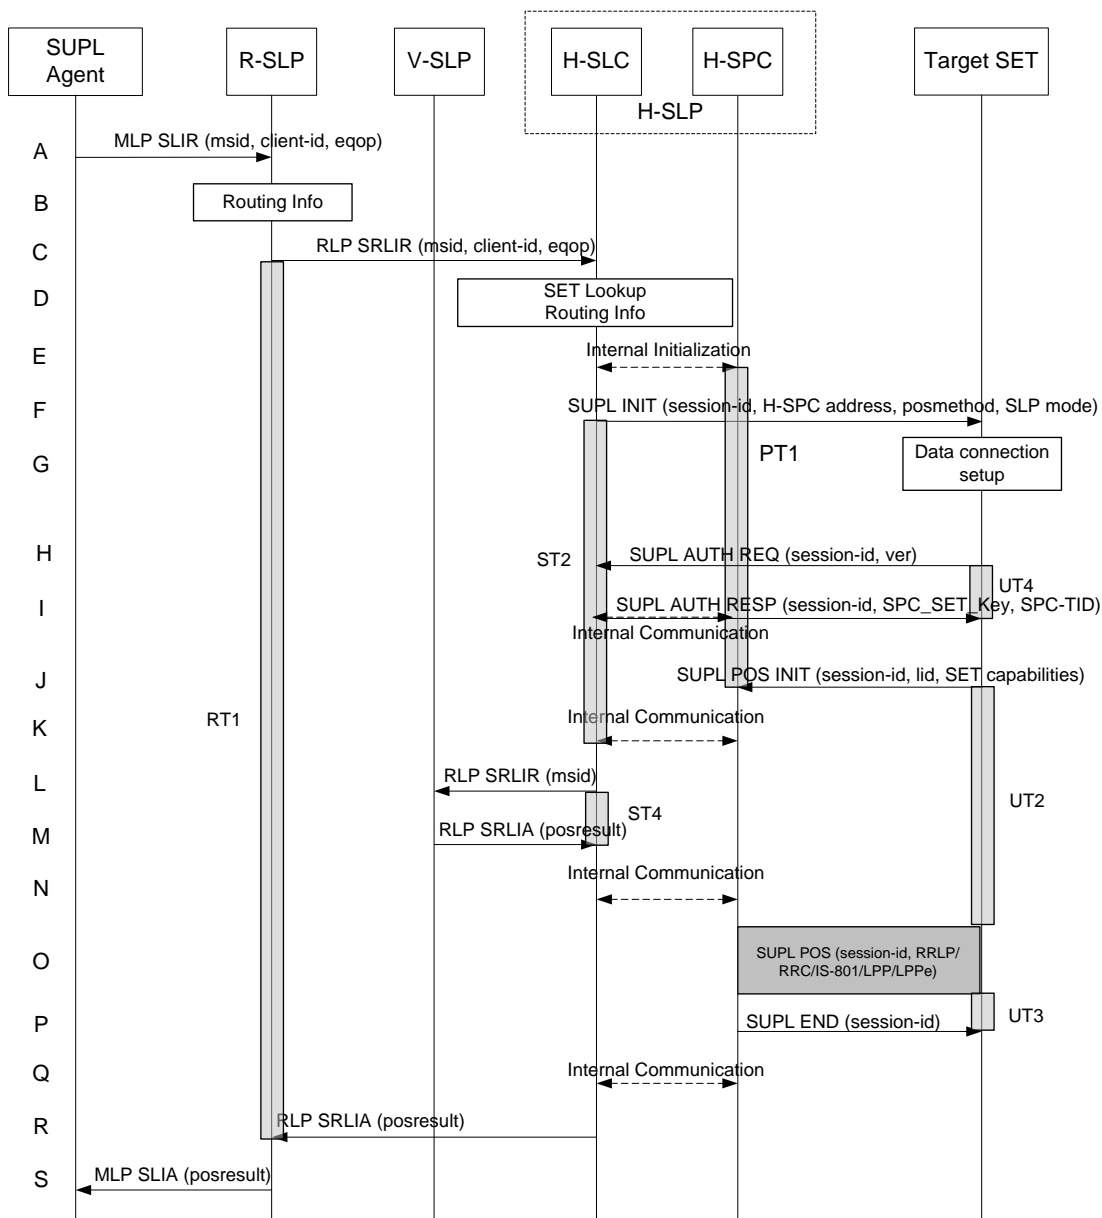 SUPL
Agent
R-SLP
V-SLP
H-SLC
H-SPC
Target SET
H-SLP
A
MLP SLIR (msid, client-id, eqop)
B
Routing Info
C
RLP SRLIR (msid, client-id, eqop)
D
SET Lookup
Routing Info
E
Internal Initialization
F
SUPL INIT (session-id, H-SPC address, posmethod, SLP mode)
G
PT1
Data connection
setup
H
ST2
SUPL AUTH REQ (session-id, ver)
UT4
I
SUPL AUTH RESP (session-id, SPC_SET_Key, SPC-TID)
Internal Communication
J
SUPL POS INIT (session-id, lid, SET capabilities)
RT1
K
Internal Communication
L
RLP SRLIR (msid)
ST4
UT2
M
RLP SRLIA (posresult)
N
Internal Communication
O
SUPL POS (session-id, RRLP/
RRC/IS-801/LPP/LPPe)
P
SUPL END (session-id)
UT3
Q
Internal Communication
R
RLP SRLIA (posresult)
S
MLP SLIA (posresult)